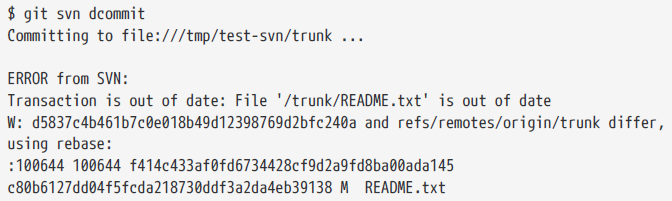 $ git svn dcommit
Committing to file:///tmp/test-svn/trunk ...
ERROR from SVN:
Transaction is out of date: File '/trunk/README.txt' is out of date
W: d5837c4b461b7c0e018b49d12398769d2bfc240a and refs/remotes/origin/trunk differ,
using rebase:
:100644 100644 f414c433af0fd6734428cf9d2a9fd8ba00ada145
c80b6127dd04f5fcda218730ddf3a2da4eb39138 M  README.txt